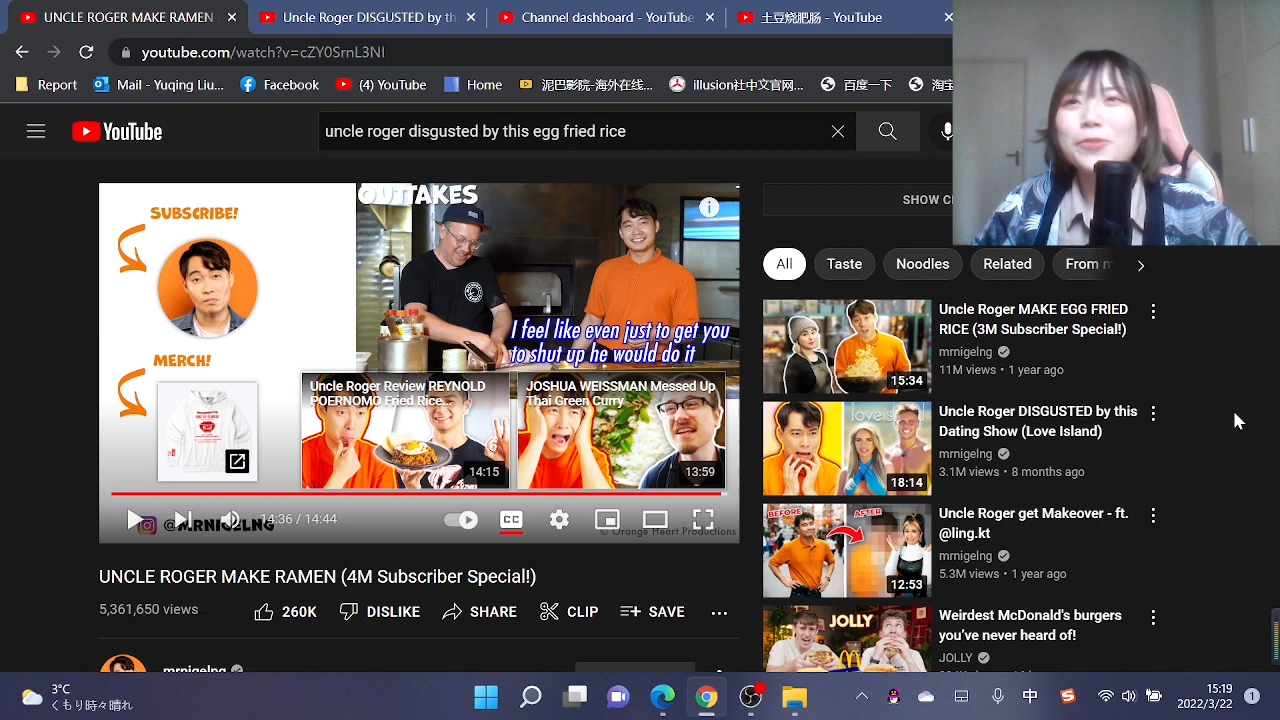 UNCLE ROGER MAKE RAMEN
Uncle Roger DISGUSTED by th
Channel dashboard - YouTube
土豆烧肥肠 - YouTube
youtube.com/watch?v=cZY0SrnL3NI
Report
Mail - Yuqing Liu...
Facebook
(4) YouTube
Home
泥巴影院-海外在线...
illusion社中文官网...
百度一下
淘宝
YouTube
uncle roger disgusted by this egg fried rice
SUBSCRIBE!
MERCH!
OUTTAKES
I feel like even just to get you
to shut up he would do it
Uncle Roger Review REYNOLD
POERNOMO Fried Rice...
14:15
JOSHUA WEISSMAN Messed Up
Thai Green Curry
13:59
@MRNIGELNG
14:36 / 14:44
CC
© Orange Heart Productions
UNCLE ROGER MAKE RAMEN (4M Subscriber Special!)
5,361,650 views
260K
DISLIKE
SHARE
CLIP
SAVE
mrnigelng
SHOW C
All
Taste
Noodles
Related
From m
15:34
Uncle Roger MAKE EGG FRIED
RICE (3M Subscriber Special!)
mrnigelng
11M views • 1 year ago
love island
18:14
Uncle Roger DISGUSTED by this
Dating Show (Love Island)
mrnigelng
3.1M views • 8 months ago
BEFORE
AFTER
12:53
Uncle Roger get Makeover - ft.
@ling.kt
mrnigelng
5.3M views • 1 year ago
JOLLY
Weirdest McDonald's burgers
you've never heard of!
JOLLY
3°C
くもり時々晴れ
中
15:19
2022/3/22
1